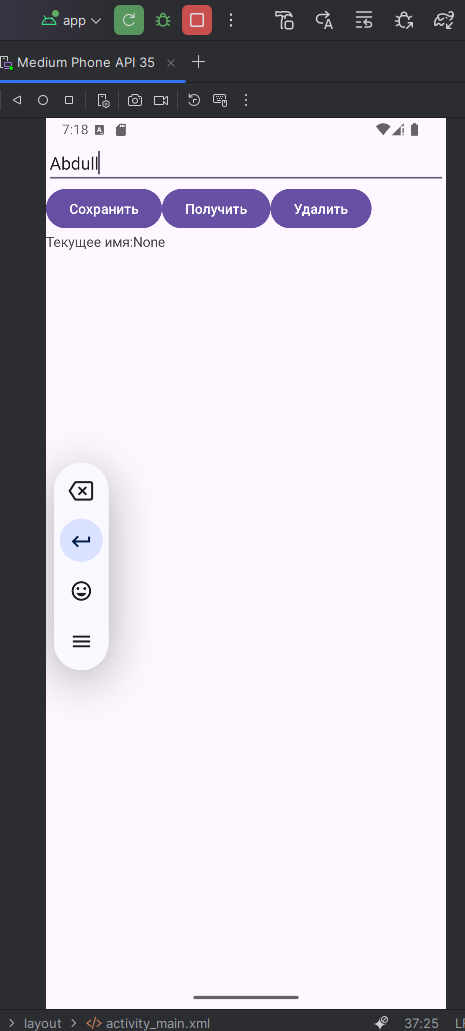 app
Medium Phone API 35
7:18
Abdull
Сохранить Получить Удалить
Текущее имя:None
layout > activity_main.xml 37:25